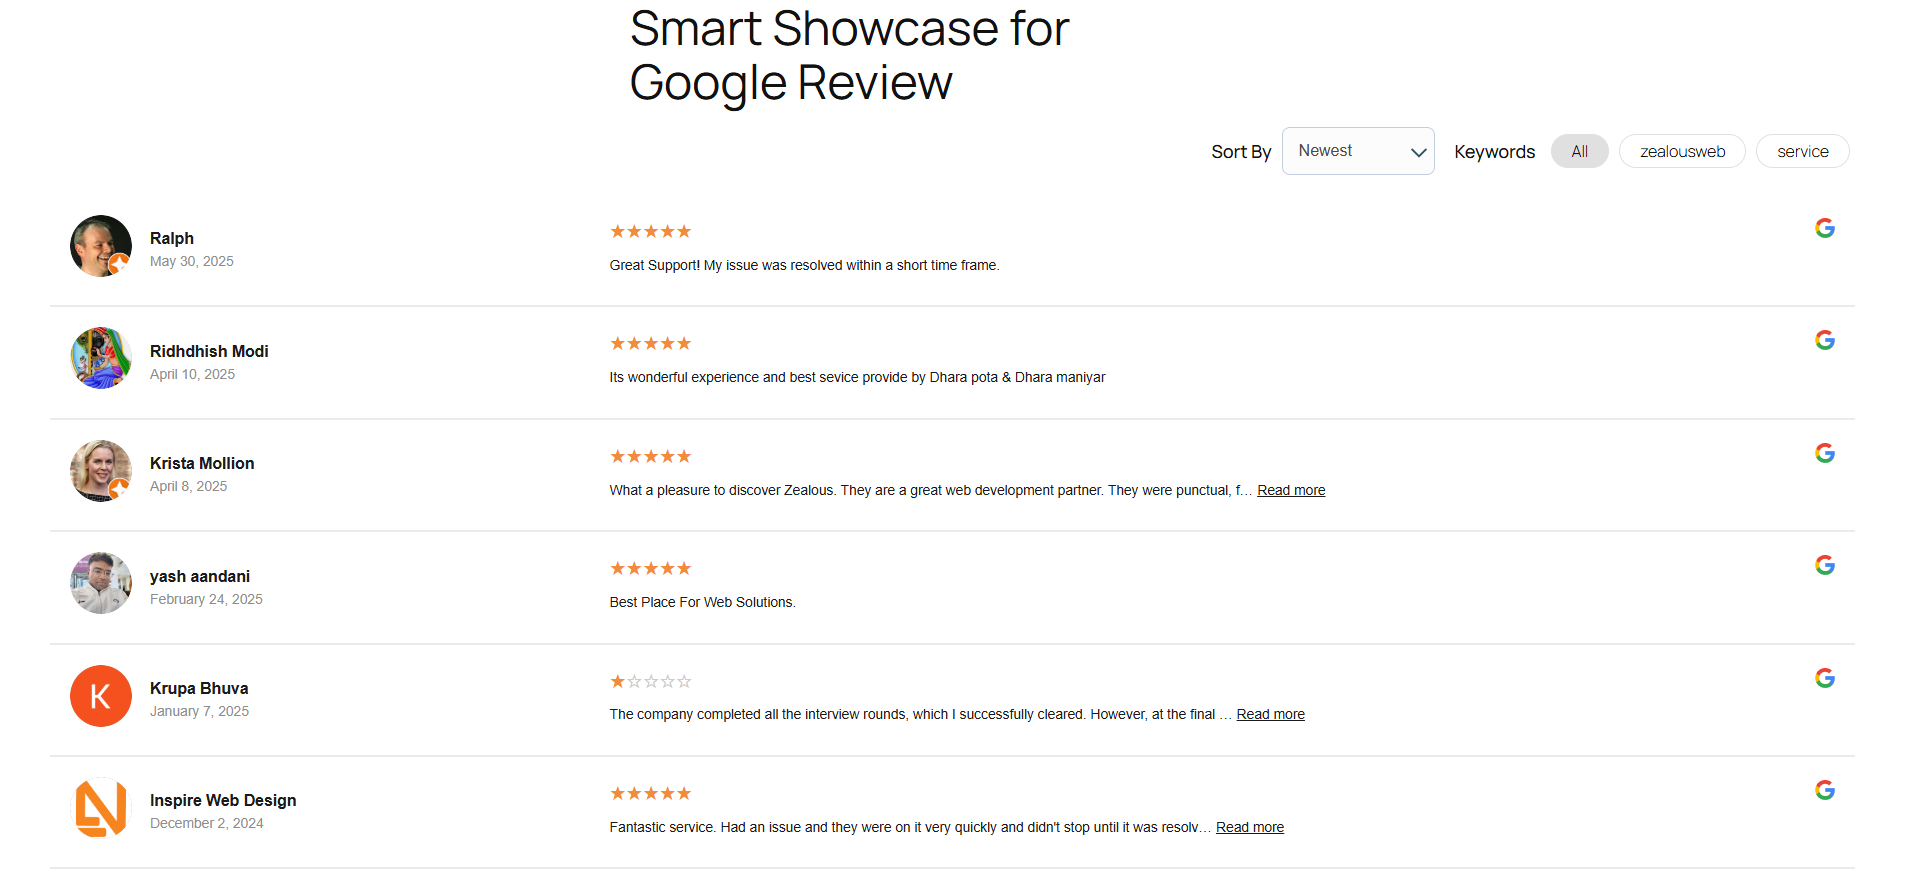 Smart Showcase for
Google Review
Sort By Newest Keywords All zealousweb service
Ralph
May 30, 2025
★★★★★
Great Support! My issue was resolved within a short time frame.
Ridhdhish Modi
April 10, 2025
★★★★★
Its wonderful experience and best sevice provide by Dhara pota & Dhara maniyar
Krista Mollion
April 8, 2025
★★★★★
What a pleasure to discover Zealous. They are a great web development partner. They were punctual, f... Read more
yash aandani
February 24, 2025
★★★★★
Best Place For Web Solutions.
K
Krupa Bhuva
January 7, 2025
★☆☆☆☆
The company completed all the interview rounds, which I successfully cleared. However, at the final ... Read more
Inspire Web Design
December 2, 2024
★★★★★
Fantastic service. Had an issue and they were on it very quickly and didn't stop until it was resolv... Read more